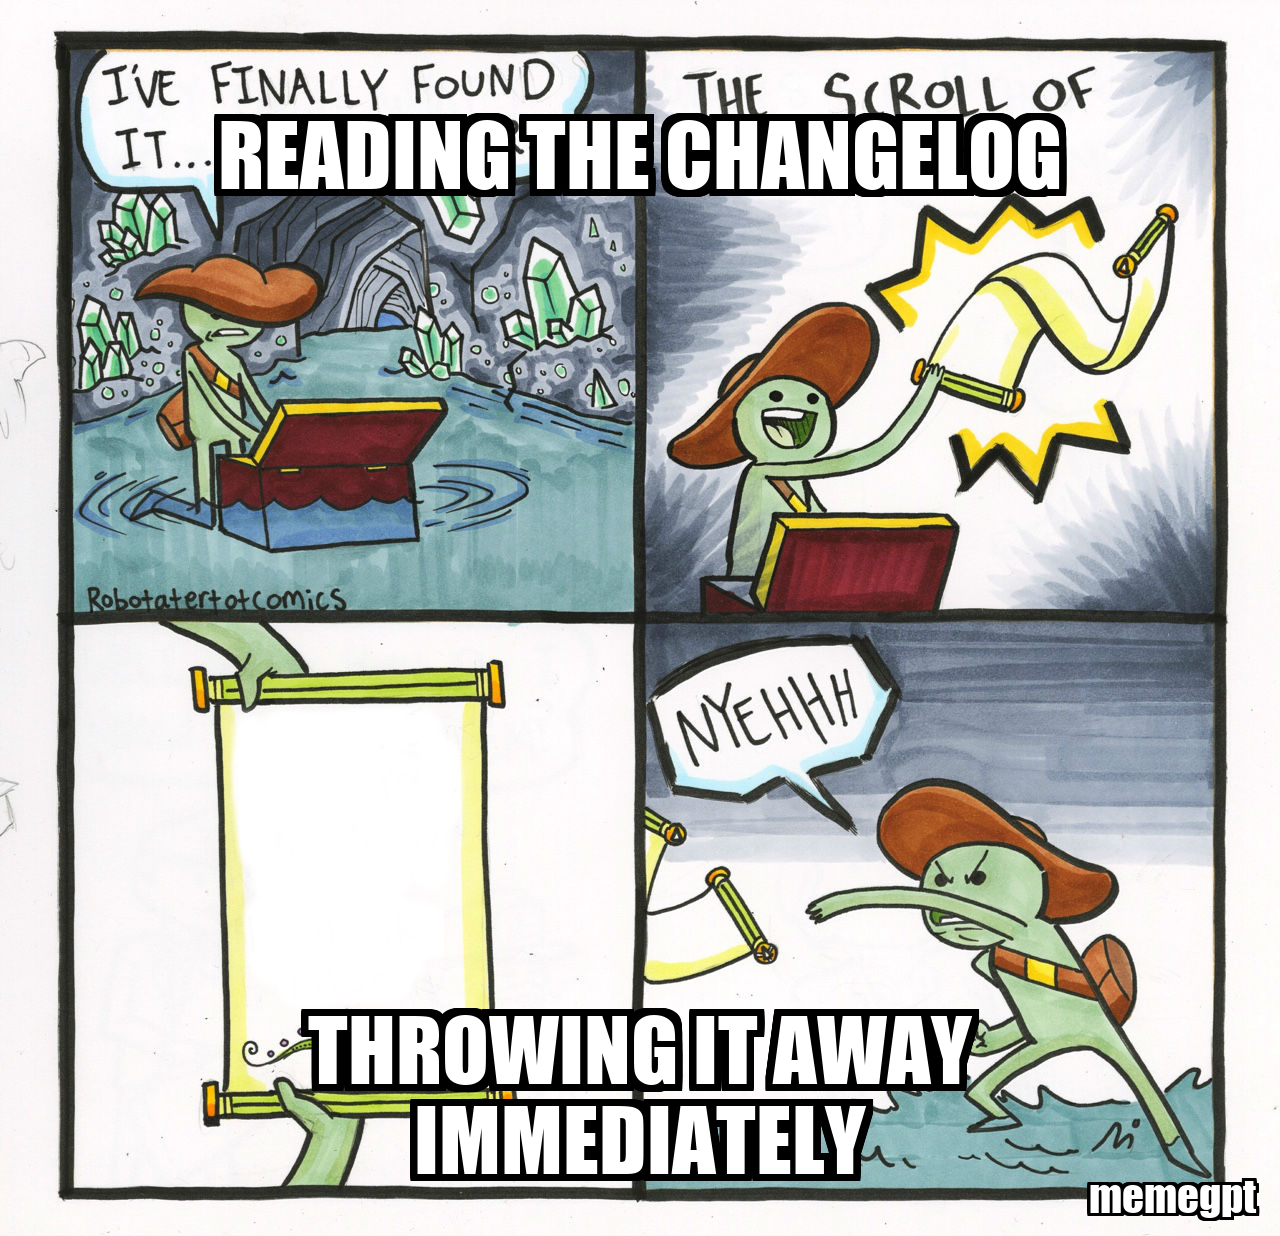 I'VE FINALLY FOUND
IT...
THE SCROLL OF
READING THE CHANGELOG
Robotatertotcomics
NYEHHH
THROWING IT AWAY
IMMEDIATELY
memegpt